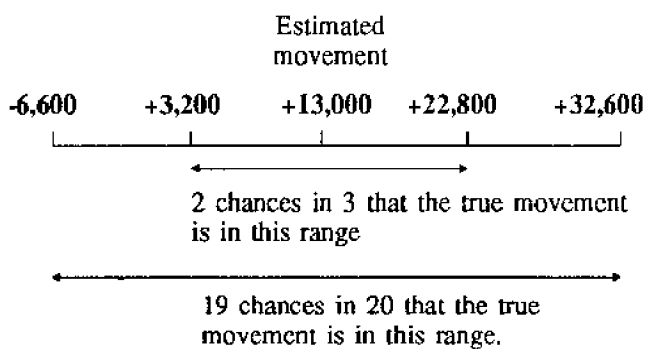 Estimated
movement
-6,600 +3,200 +13,000 +22,800 +32,600
2 chances in 3 that the true movement
is in this range
19 chances in 20 that the true
movement is in this range.